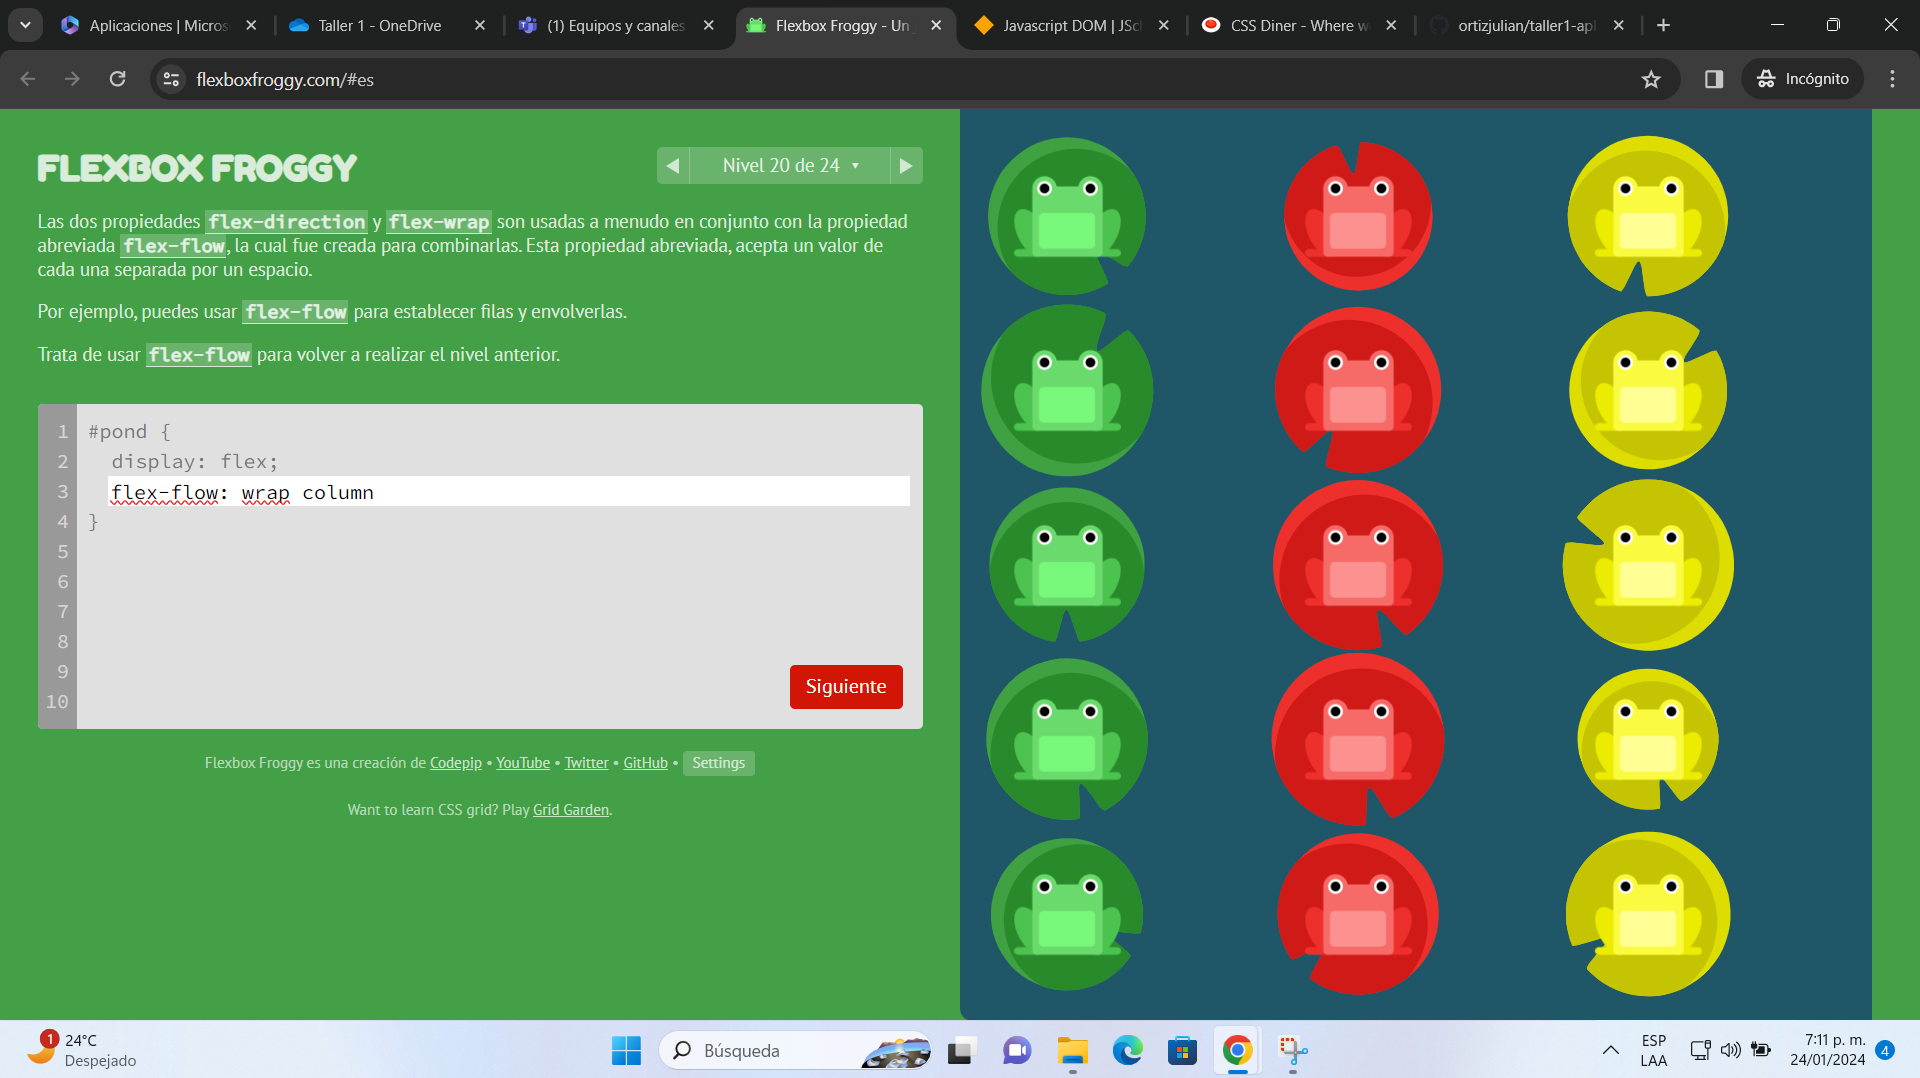 Aplicaciones | Micros
Taller 1 - OneDrive
(1) Equipos y canales
Flexbox Froggy - Un
Javascript DOM | JSc
CSS Diner - Where w
ortizjulian/taller1-apl
flexboxfroggy.com/#es
Incógnito
FLEXBOX FROGGY
Nivel 20 de 24
Las dos propiedades flex-direction y flex-wrap son usadas a menudo en conjunto con la propiedad
abreviada flex-flow, la cual fue creada para combinarlas. Esta propiedad abreviada, acepta un valor de
cada una separada por un espacio.
Por ejemplo, puedes usar flex-flow para establecer filas y envolverlas.
Trata de usar flex-flow para volver a realizar el nivel anterior.
1 #pond {
2 display: flex;
3 flex-flow: wrap column
4 }
5
6
7
8
9
10
Siguiente
Flexbox Froggy es una creación de Codepip • YouTube • Twitter • GitHub • Settings
Want to learn CSS grid? Play Grid Garden.
1
24°C
Despejado
Búsqueda
ESP
LAA
7:11 p. m.
24/01/2024
4